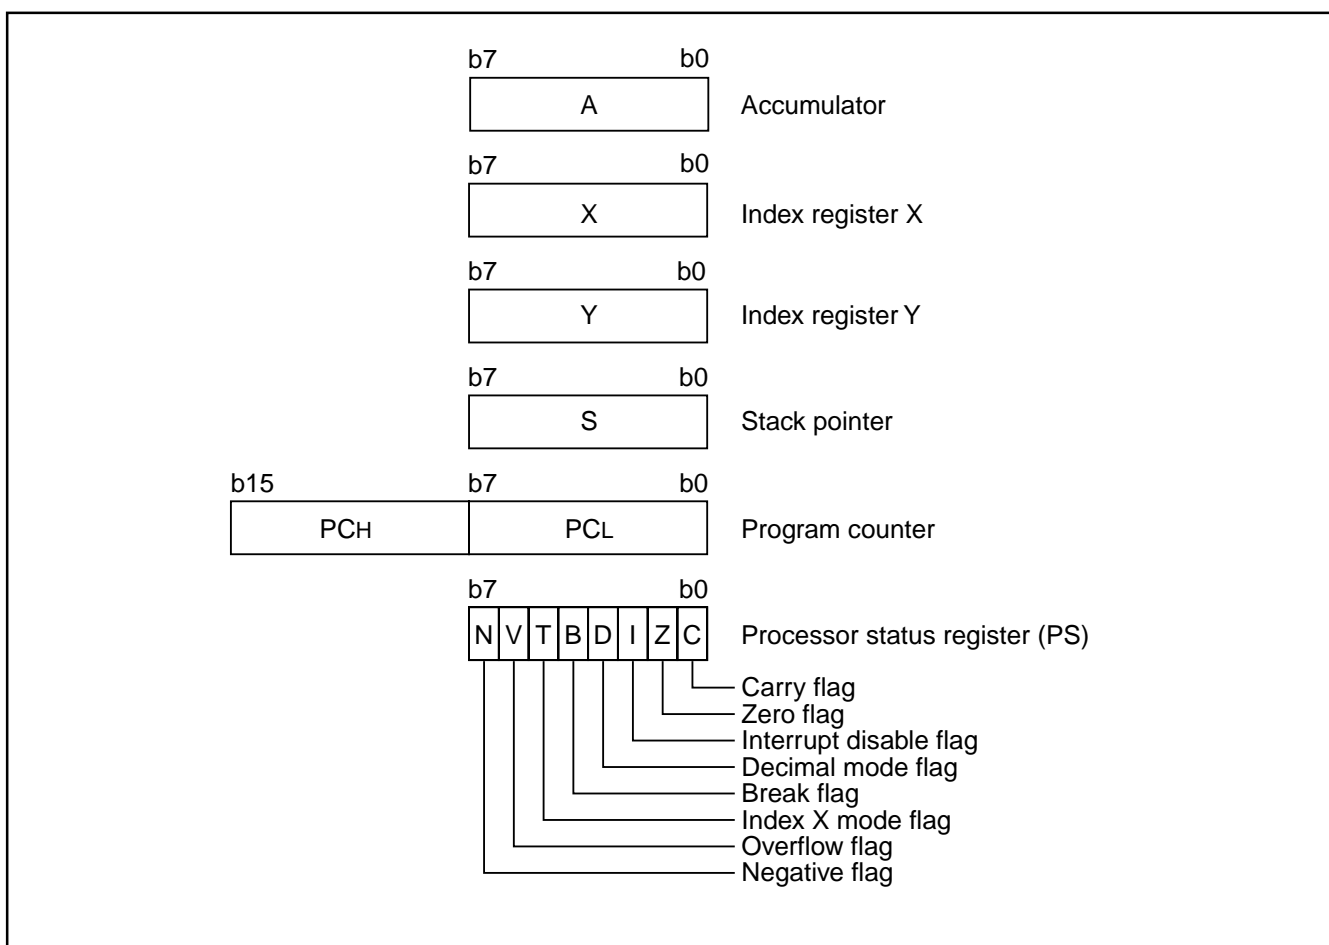 b7 b0
A Accumulator
b7 b0
X Index register X
b7 b0
Y Index register Y
b7 b0
S Stack pointer
b15 b7 b0
PCH PCL Program counter
b7 b0
N V T B D I Z C Processor status register (PS)
Carry flag
Zero flag
Interrupt disable flag
Decimal mode flag
Break flag
Index X mode flag
Overflow flag
Negative flag